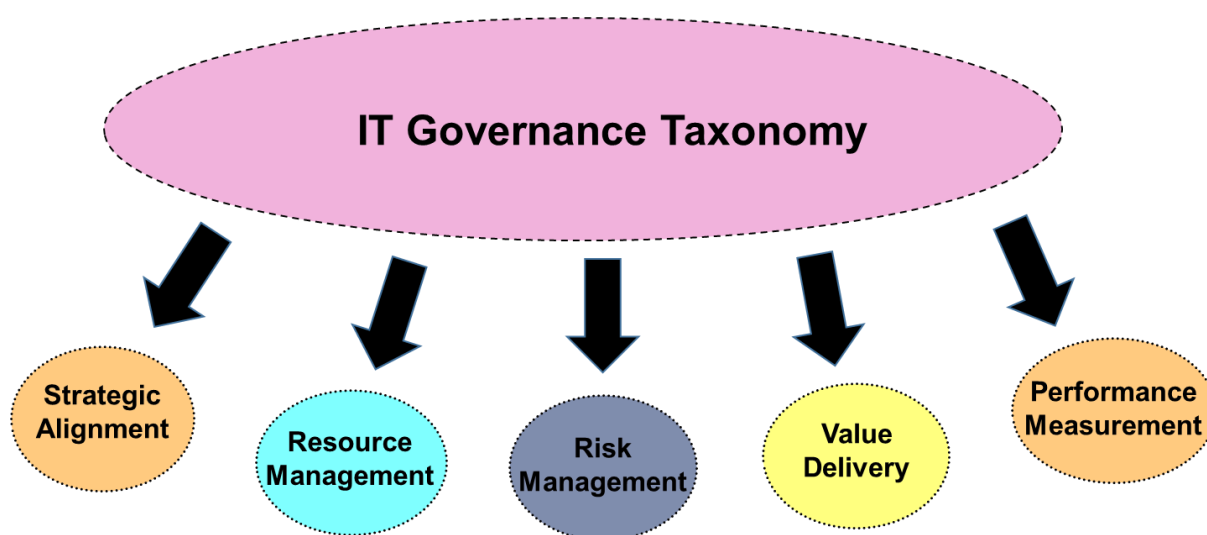 IT Governance Taxonomy
Strategic
Alignment
Resource
Management
Risk
Management
Value
Delivery
Performance
Measurement